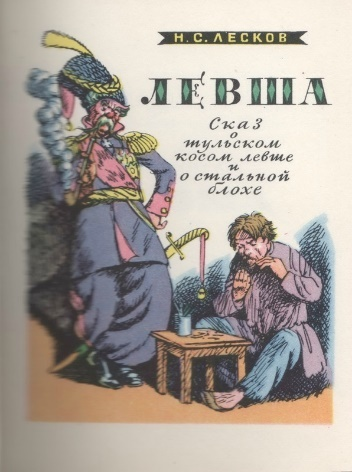 Н. С. ЛЕСКОВ
ЛЕВША
Сказ
о
тульском
косом левше
и
о стальной
блохе